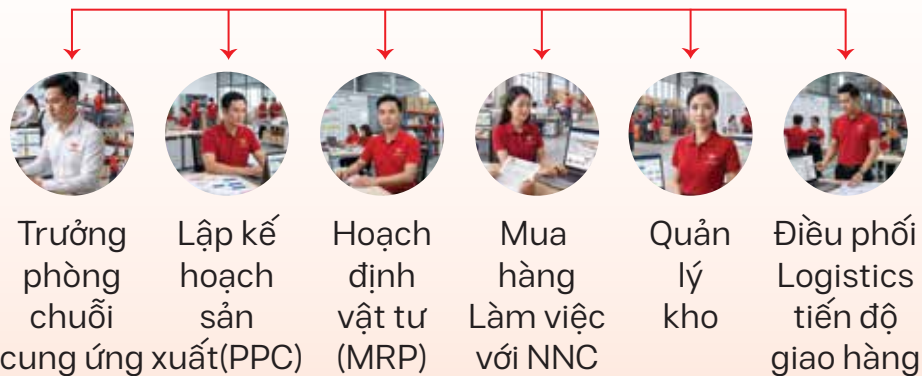 Trưởng
phòng
chuỗi
cung ứng
Lập kế
hoạch
sản
xuất(PPC)
Hoạch
định
vật tư
(MRP)
Mua
hàng
Làm việc
với NNC
Quản
lý
kho
Điều phối
Logistics
tiến độ
giao hàng